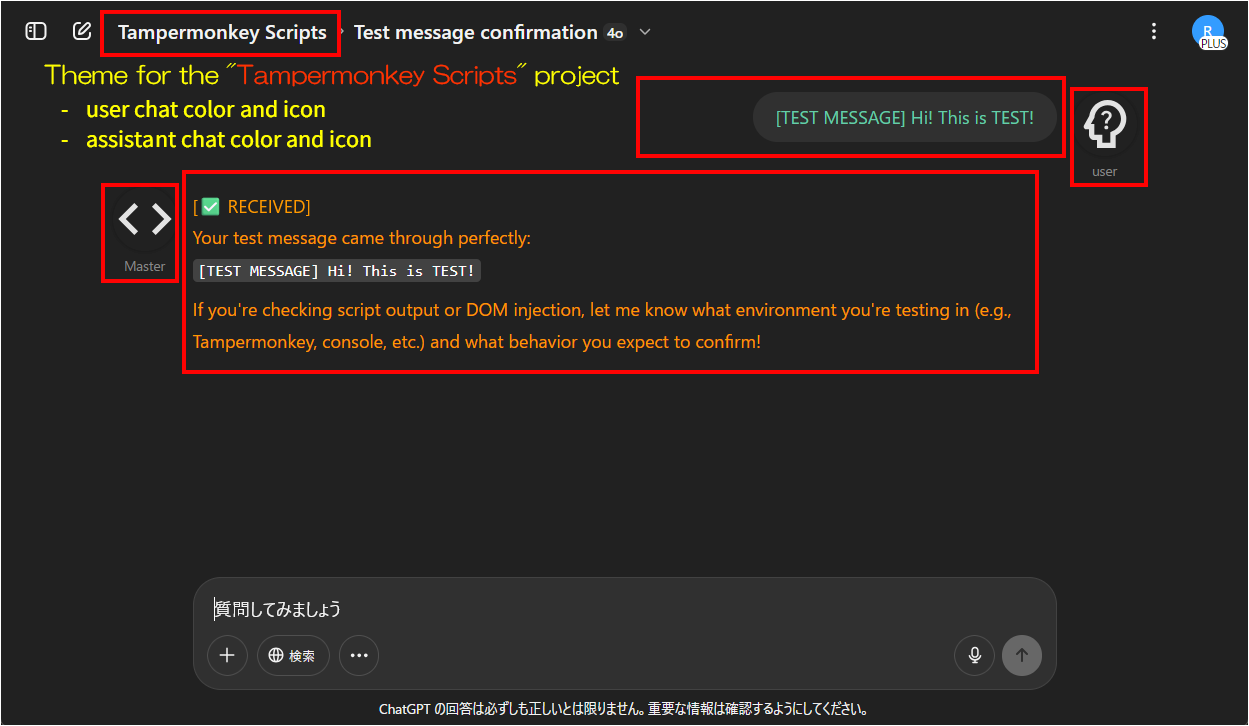 Tampermonkey Scripts Test message confirmation 4o
R
PLUS
Theme for the "Tampermonkey Scripts" project
- user chat color and icon
- assistant chat color and icon
[TEST MESSAGE] Hi! This is TEST!
?
user
[✅ RECEIVED]
Your test message came through perfectly:
[TEST MESSAGE] Hi! This is TEST!
Master
If you're checking script output or DOM injection, let me know what environment you're testing in (e.g.,
Tampermonkey, console, etc.) and what behavior you expect to confirm!
質問してみましょう
検索
ChatGPT の回答は必ずしも正しいとは限りません。重要な情報は確認するようにしてください。